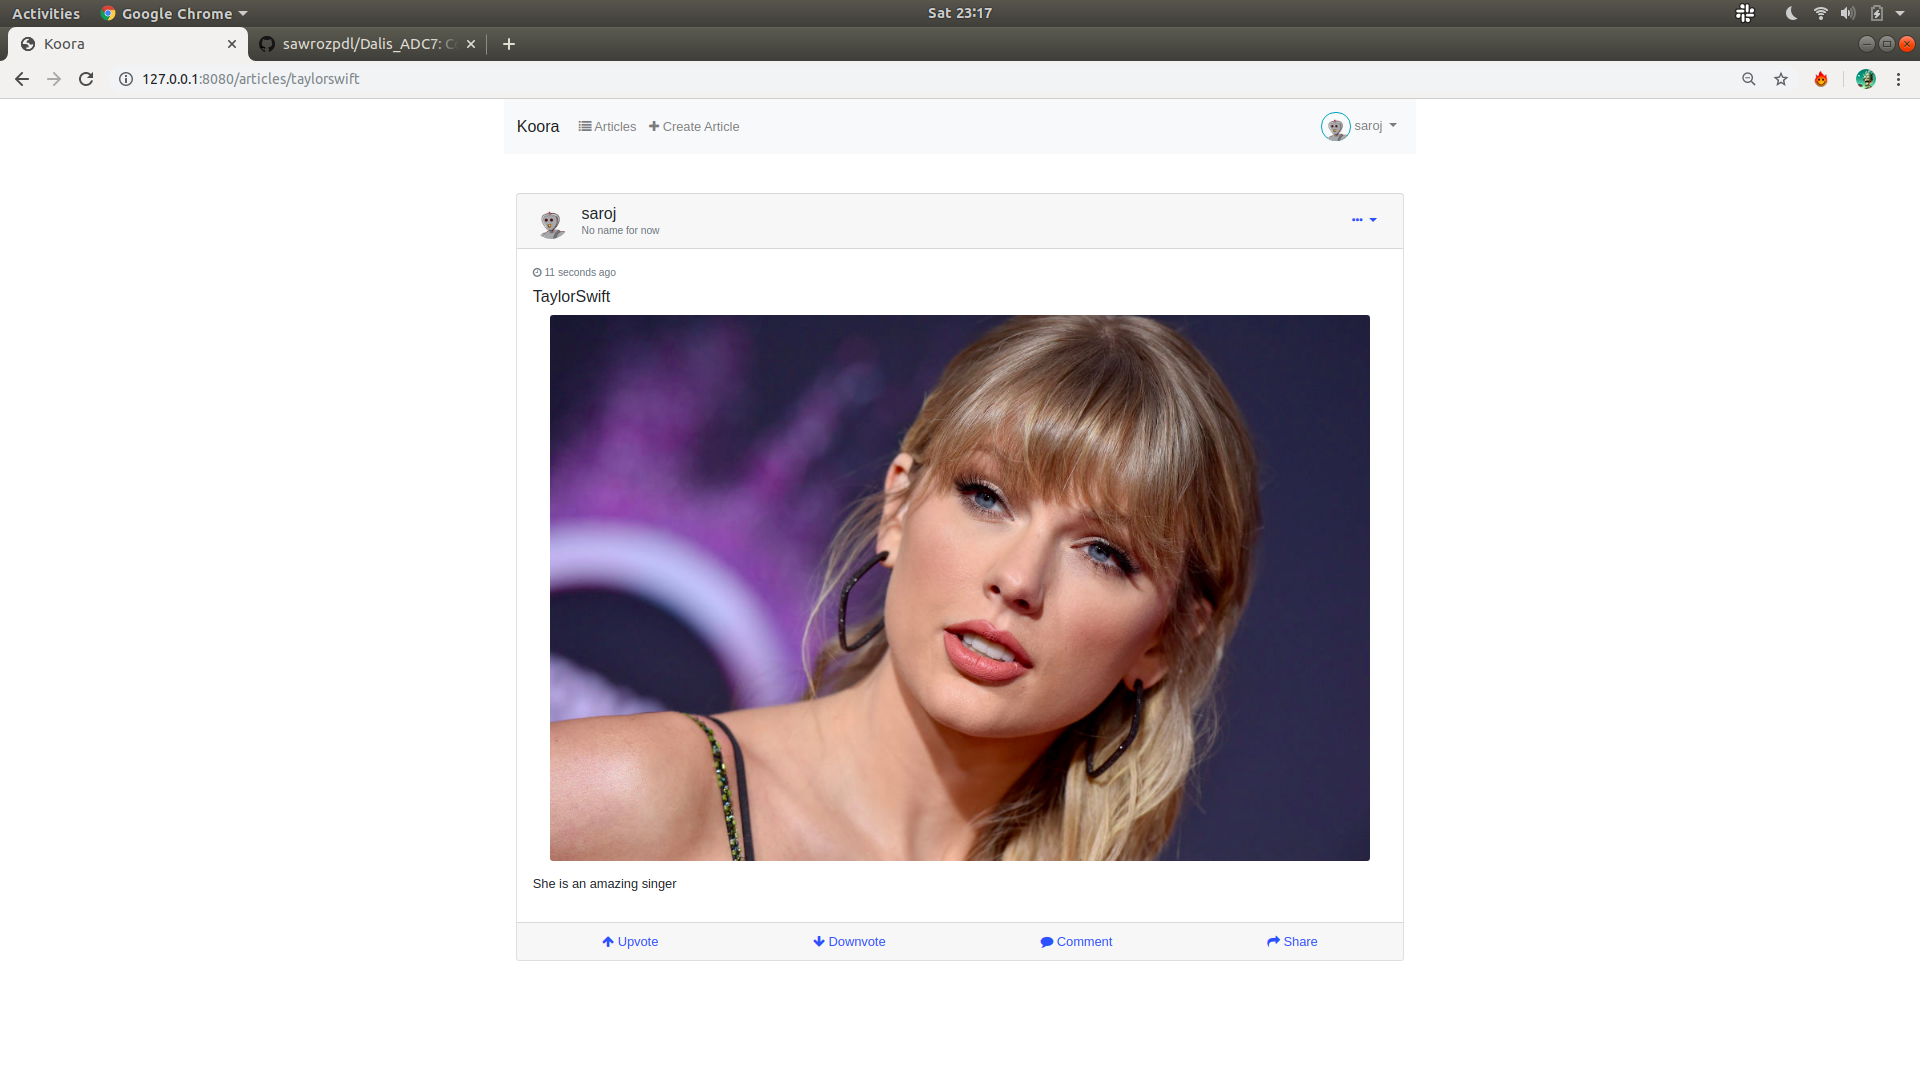 Activities Google Chrome Sat 23:17
Koora sawrozpdl/Dalis_ADC7: C
127.0.0.1:8080/articles/taylorswift
Koora Articles Create Article saroj
saroj
No name for now
11 seconds ago
TaylorSwift
She is an amazing singer
Upvote Downvote Comment Share